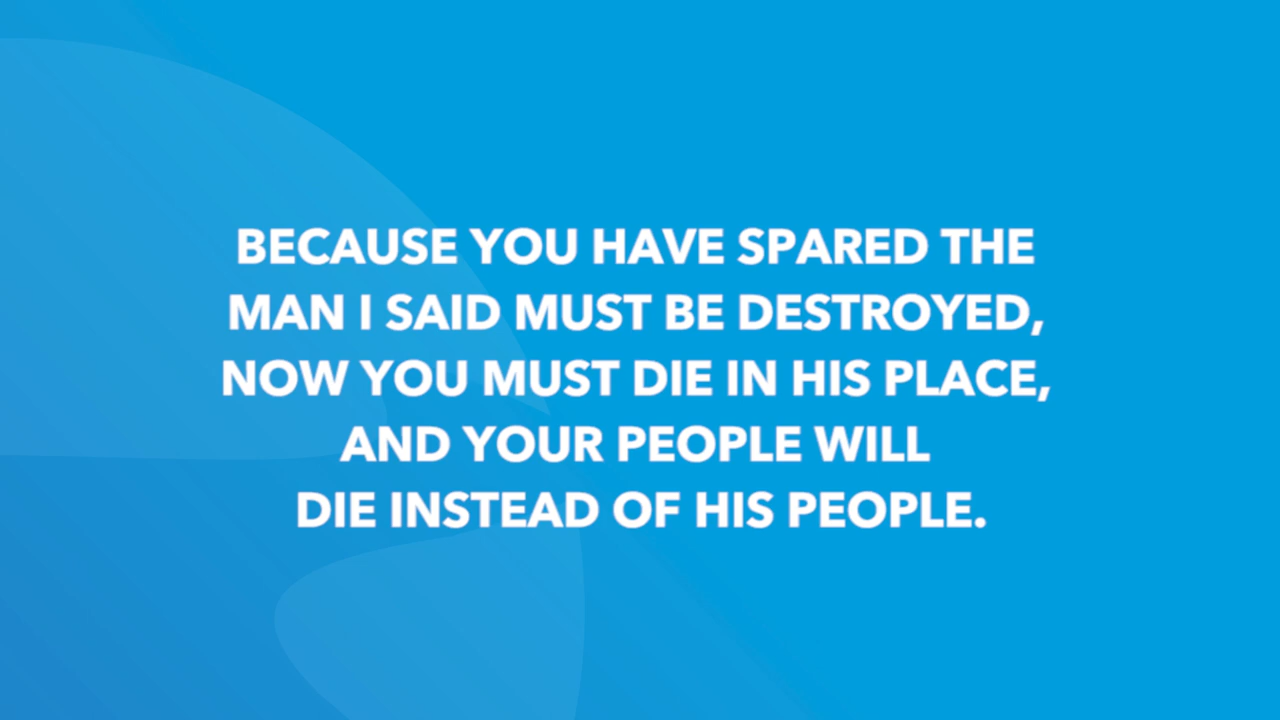 BECAUSE YOU HAVE SPARED THE
MAN I SAID MUST BE DESTROYED,
NOW YOU MUST DIE IN HIS PLACE,
AND YOUR PEOPLE WILL
DIE INSTEAD OF HIS PEOPLE.